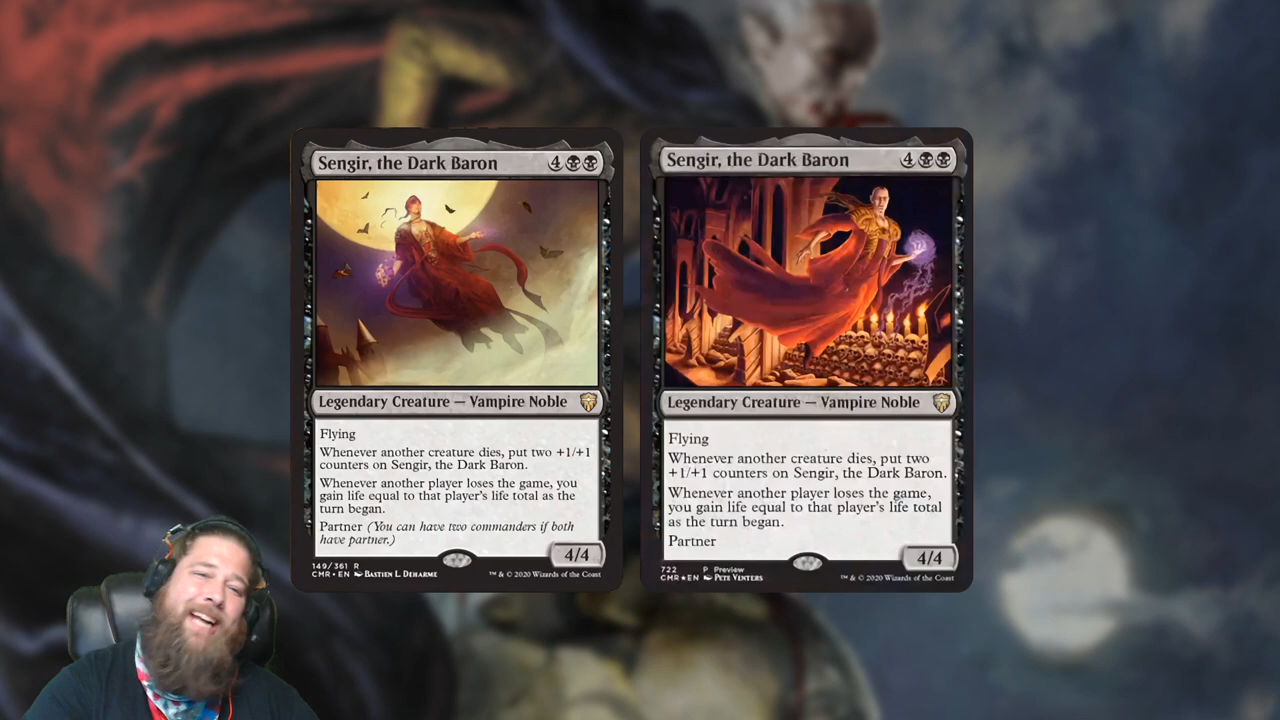 Sengir, the Dark Baron 4
Legendary Creature — Vampire Noble
Flying
Whenever another creature dies, put two +1/+1
counters on Sengir, the Dark Baron.
Whenever another player loses the game, you
gain life equal to that player's life total as the
turn began.
Partner (You can have two commanders if both
have partner.)
4/4
149/361 R
CMR • EN Bastien L. Deharme
™ & © 2020 Wizards of the Coast
Sengir, the Dark Baron 4
Legendary Creature — Vampire Noble
Flying
Whenever another creature dies, put two
+1/+1 counters on Sengir, the Dark Baron.
Whenever another player loses the game,
you gain life equal to that player's life total
as the turn began.
Partner
4/4
722 P Preview
CMR★EN Pete Venters
™ & © 2020 Wizards of the Coast